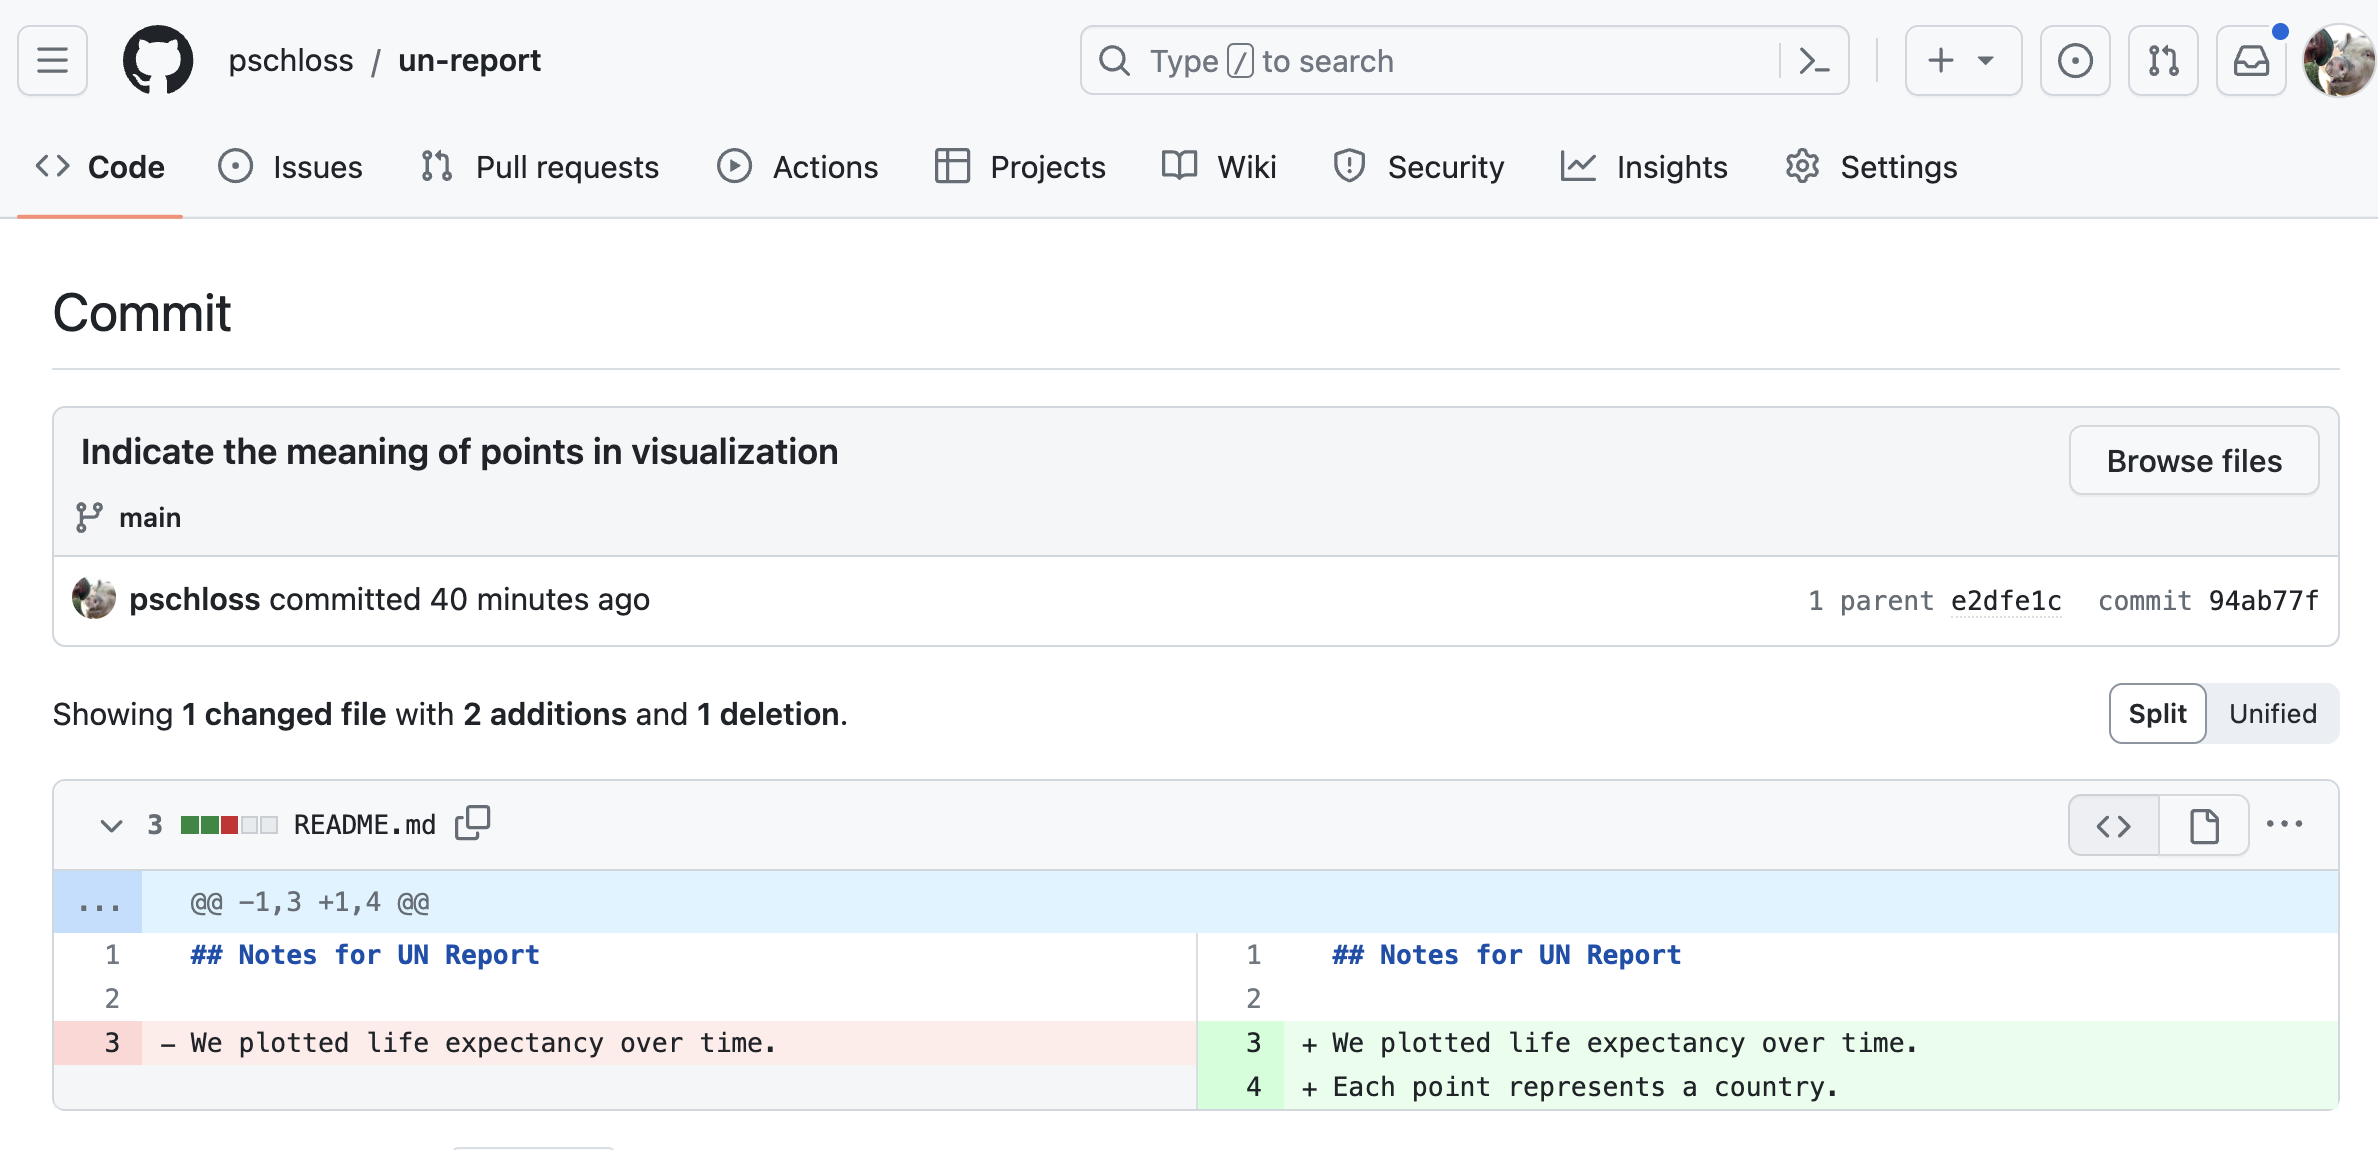 pschloss / un-report
Type / to search
Code Issues Pull requests Actions Projects Wiki Security Insights Settings
Commit
Indicate the meaning of points in visualization
Browse files
main
pschloss committed 40 minutes ago
1 parent e2dfe1c commit 94ab77f
Showing 1 changed file with 2 additions and 1 deletion.
Split Unified
3 README.md
... @@ -1,3 +1,4 @@
1 ## Notes for UN Report
2
3 - We plotted life expectancy over time.
1 ## Notes for UN Report
2
3 + We plotted life expectancy over time.
4 + Each point represents a country.